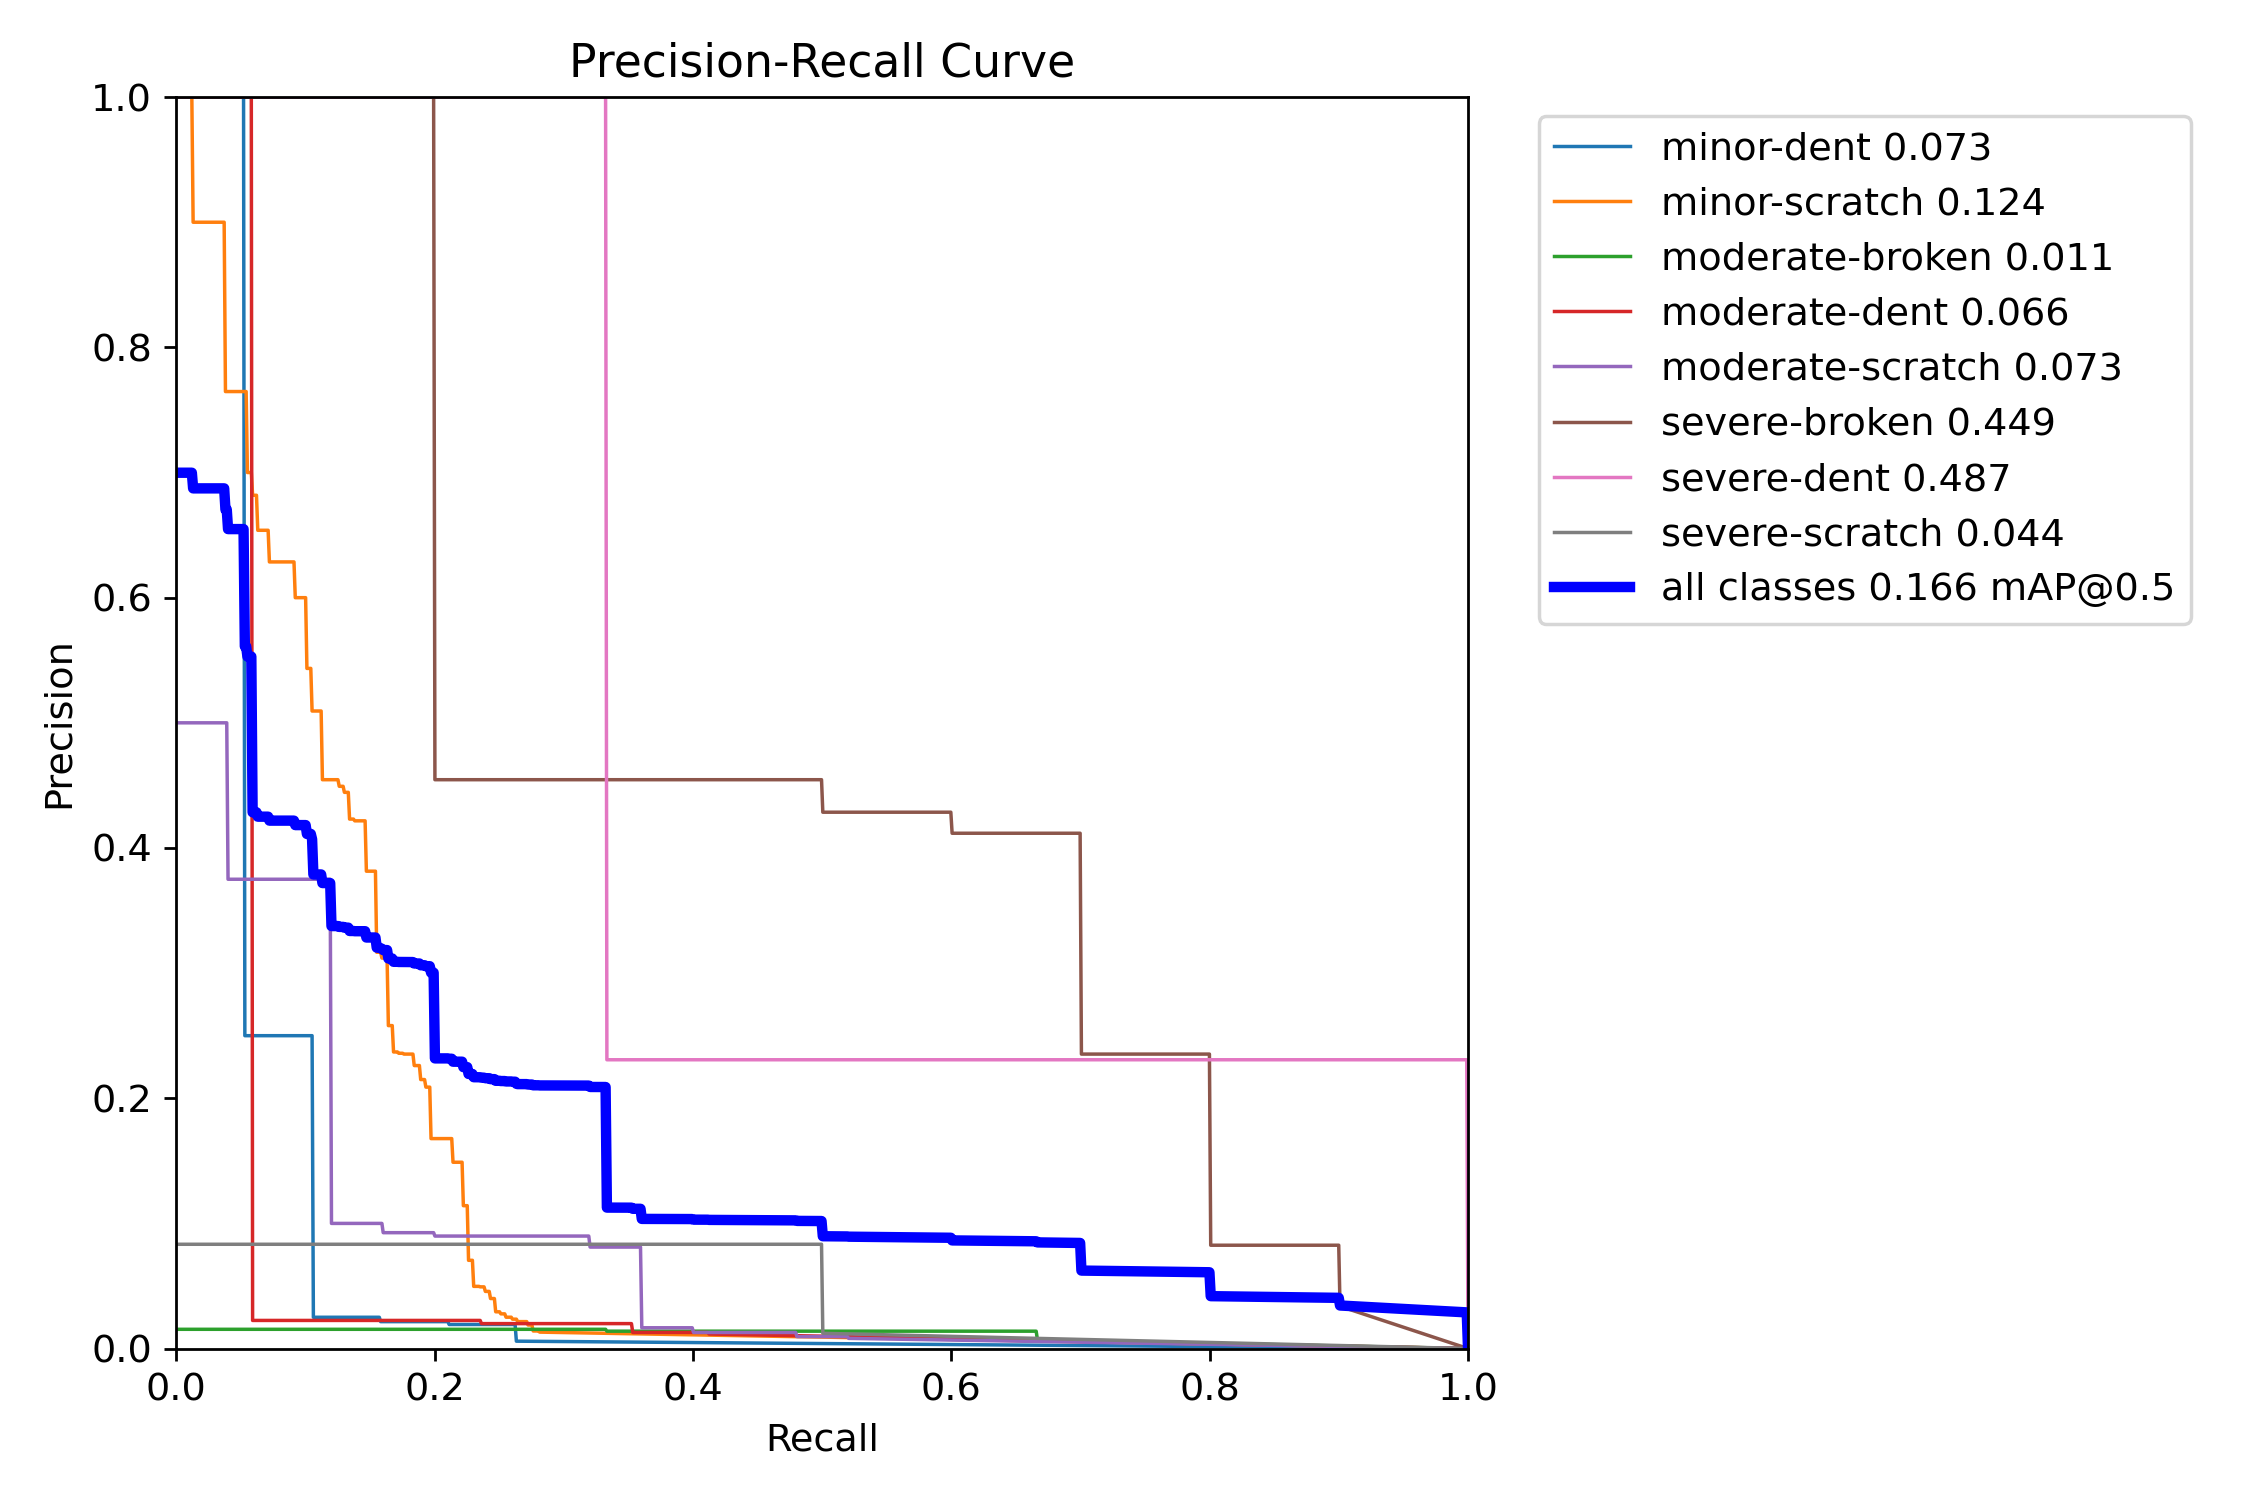 Precision-Recall Curve
1.0
0.8
0.6
0.4
0.2
0.0
Precision
0.0 0.2 0.4 0.6 0.8 1.0
Recall
minor-dent 0.073
minor-scratch 0.124
moderate-broken 0.011
moderate-dent 0.066
moderate-scratch 0.073
severe-broken 0.449
severe-dent 0.487
severe-scratch 0.044
all classes 0.166 mAP@0.5